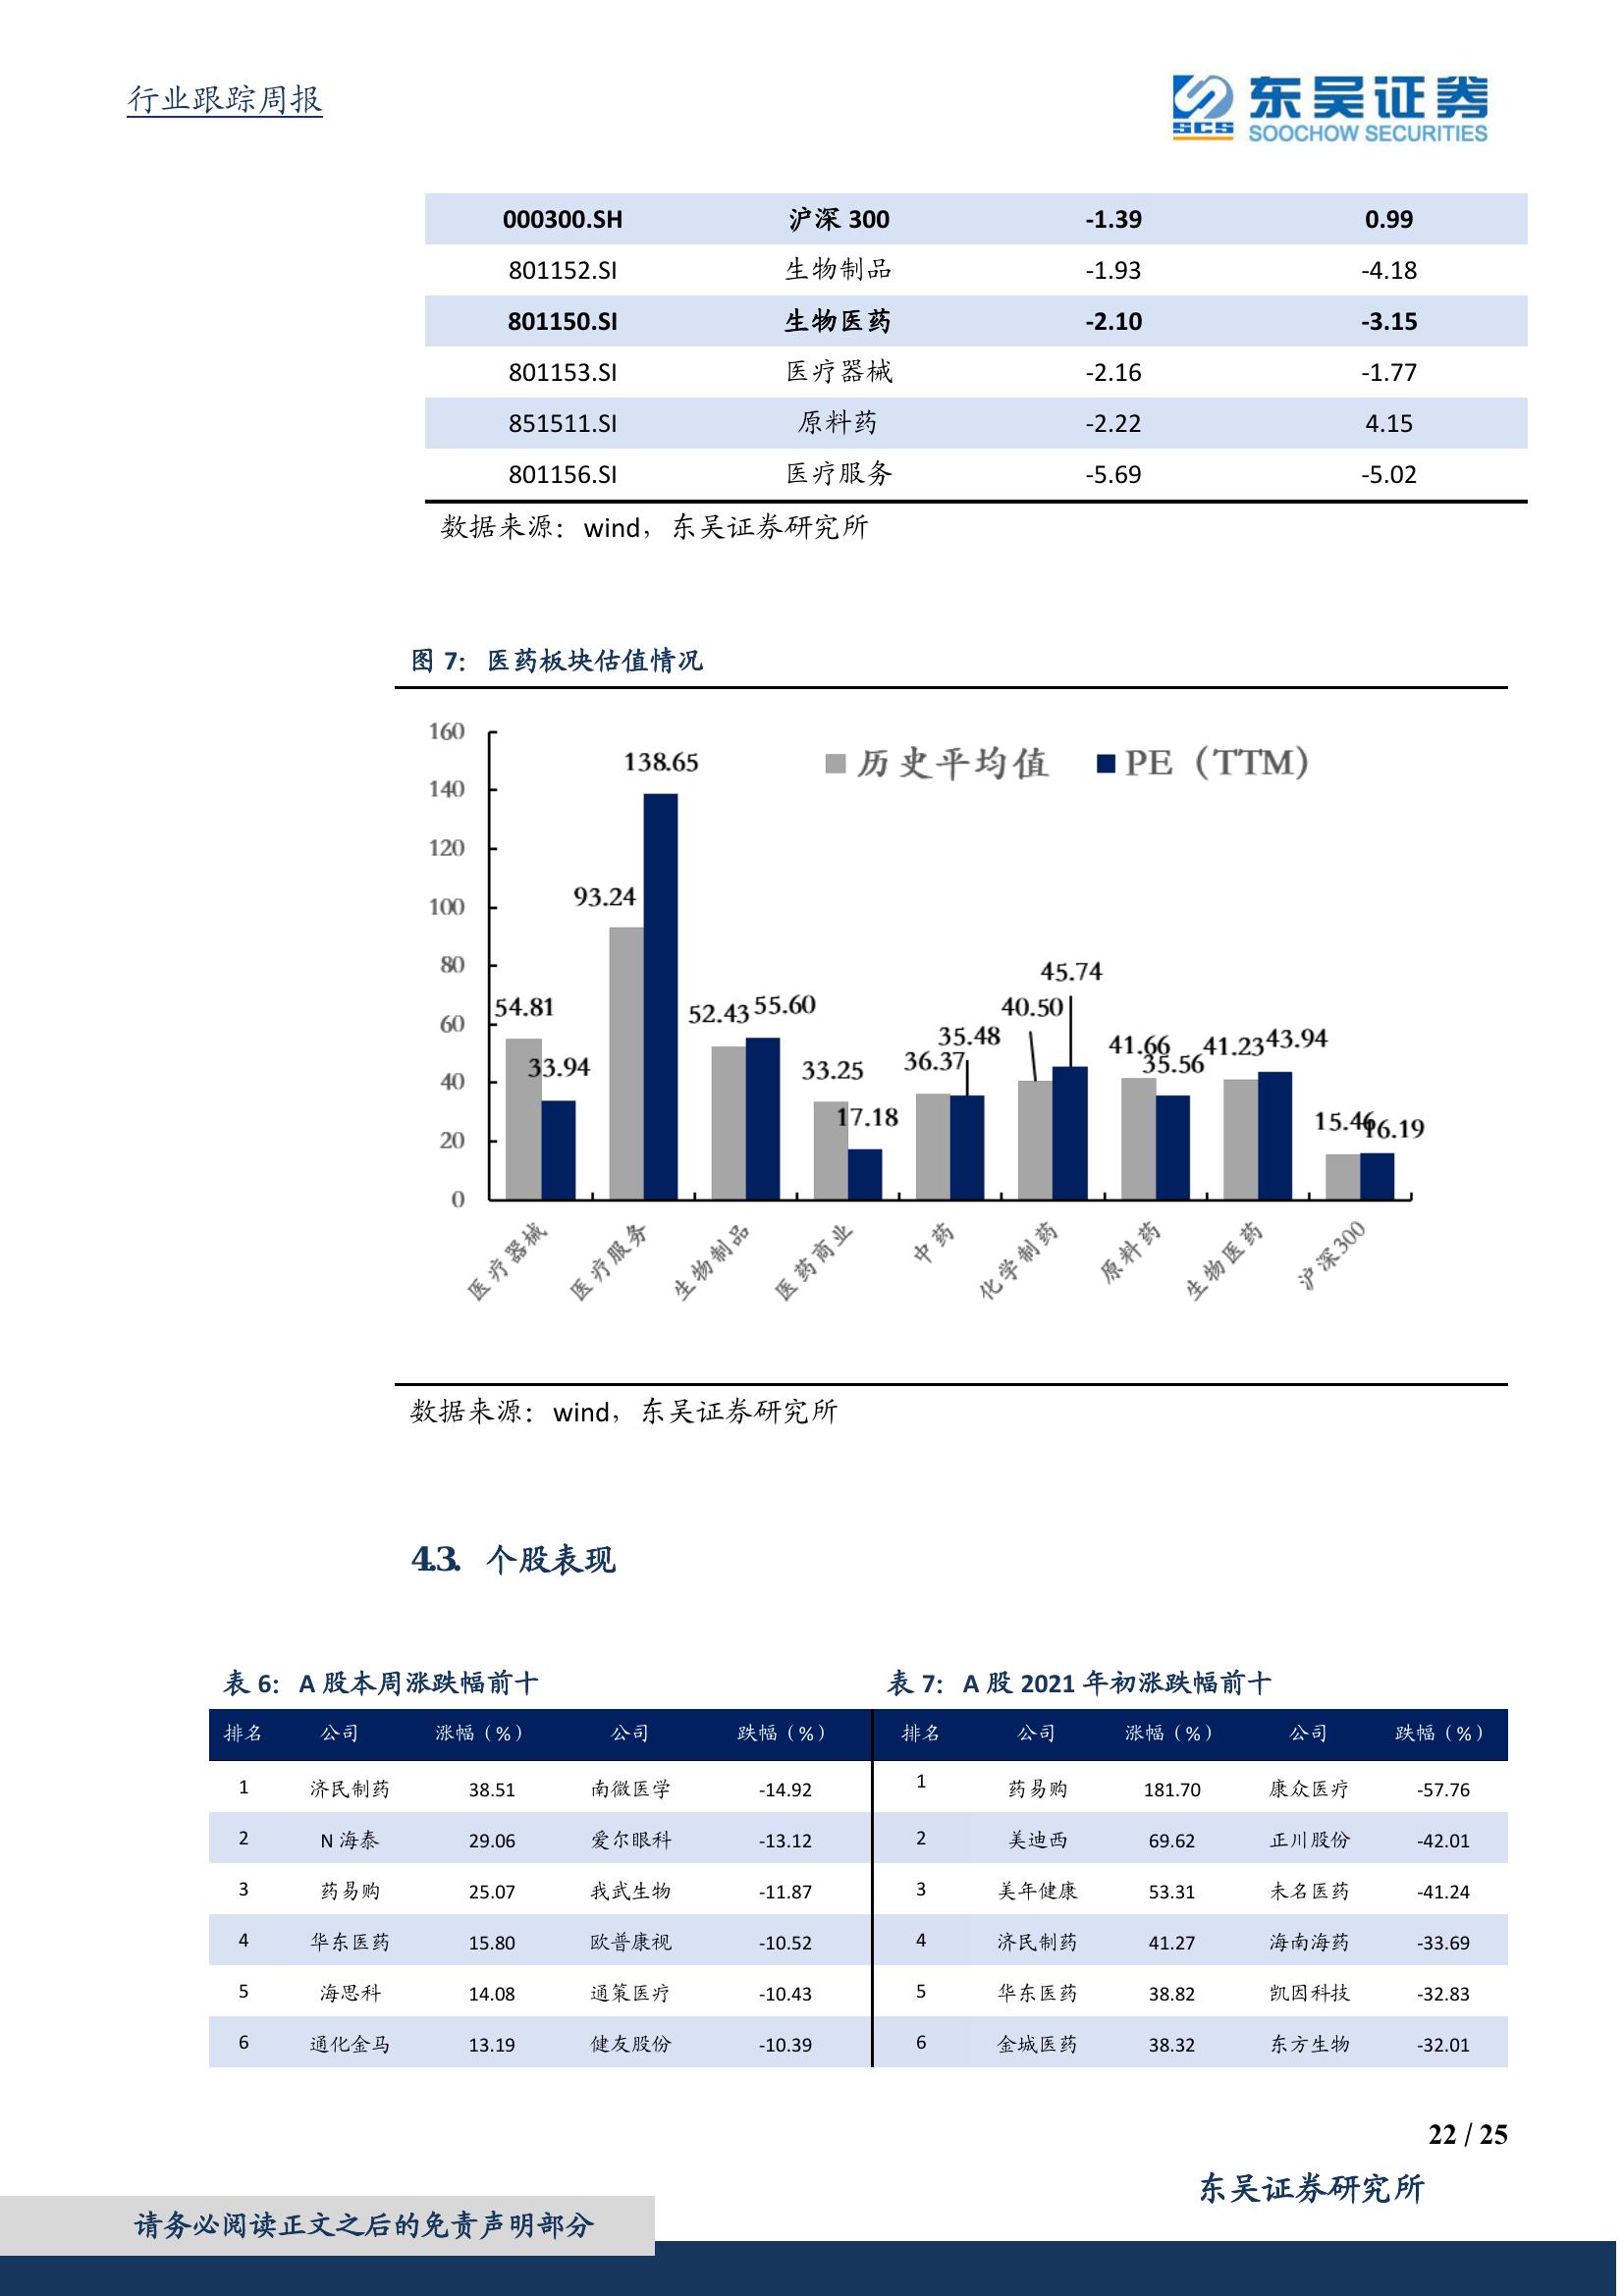 行业跟踪周报
SCS 东吴证券
SOOCHOW SECURITIES
000300.SH 沪深 300 -1.39 0.99
801152.SI 生物制品 -1.93 -4.18
801150.SI 生物医药 -2.10 -3.15
801153.SI 医疗器械 -2.16 -1.77
851511.SI 原料药 -2.22 4.15
801156.SI 医疗服务 -5.69 -5.02
数据来源：wind，东吴证券研究所
图 7： 医药板块估值情况
历史平均值 PE（TTM）
160
140
120
100
80
60
40
20
0
54.81
33.94
93.24
138.65
52.43
55.60
33.25
17.18
36.37
35.48
40.50
45.74
41.66
35.56
41.23
43.94
15.46
16.19
医疗器械
医疗服务
生物制品
医药商业
中药
化学制药
原料药
生物医药
沪深300
数据来源：wind，东吴证券研究所
4.3. 个股表现
表 6： A 股本周涨跌幅前十
排名 公司 涨幅（%） 公司 跌幅（%）
1 济民制药 38.51 南微医学 -14.92
2 N 海泰 29.06 爱尔眼科 -13.12
3 药易购 25.07 我武生物 -11.87
4 华东医药 15.80 欧普康视 -10.52
5 海思科 14.08 通策医疗 -10.43
6 通化金马 13.19 健友股份 -10.39
表 7： A 股 2021 年初涨跌幅前十
排名 公司 涨幅（%） 公司 跌幅（%）
1 药易购 181.70 康众医疗 -57.76
2 美迪西 69.62 正川股份 -42.01
3 美年健康 53.31 未名医药 -41.24
4 济民制药 41.27 海南海药 -33.69
5 华东医药 38.82 凯因科技 -32.83
6 金城医药 38.32 东方生物 -32.01
22 / 25
东吴证券研究所
请务必阅读正文之后的免责声明部分